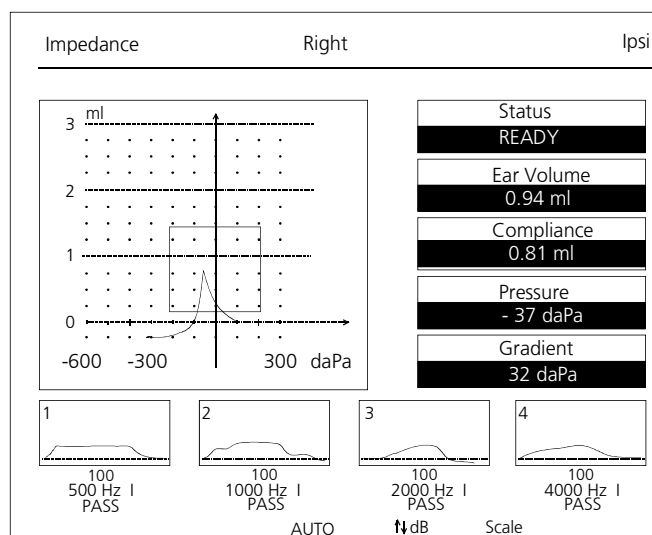 Impedance Right Ipsi
ml
3
2
1
0
-600 -300 300 daPa
Status
READY
Ear Volume
0.94 ml
Compliance
0.81 ml
Pressure
- 37 daPa
Gradient
32 daPa
1 2 3 4
100 100 100 100
500 Hz I 1000 Hz I 2000 Hz I 4000 Hz I
PASS PASS PASS PASS
AUTO ↑↓ dB Scale